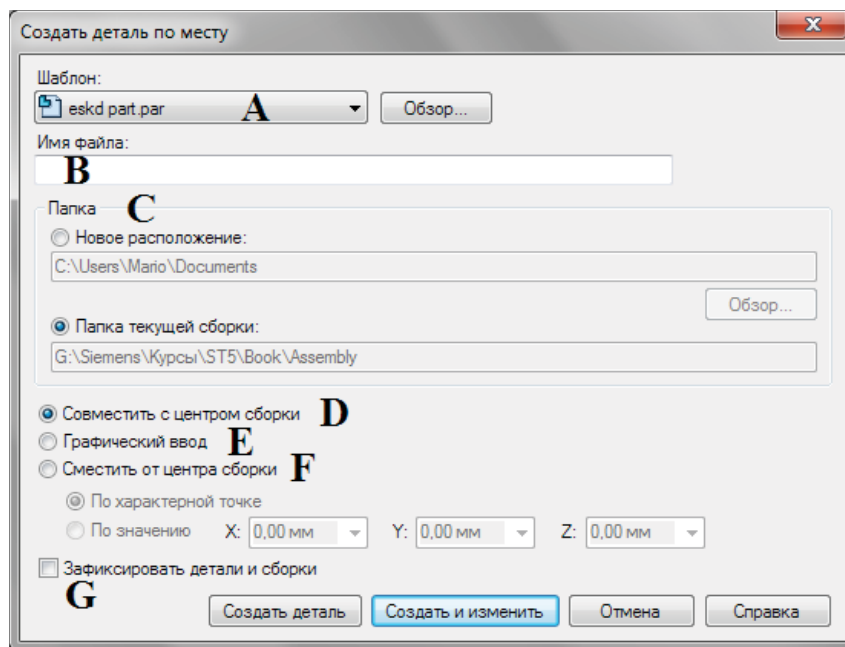 Создать деталь по месту
Шаблон:
eskd part.par A Обзор...
Имя файла:
B
Папка C
Новое расположение:
C:\Users\Mario\Documents
Обзор...
Папка текущей сборки:
G:\Siemens\Курсы\ST5\Book\Assembly
Совместить с центром сборки D
Графический ввод E
Сместить от центра сборки F
По характерной точке
По значению X: 0,00 мм Y: 0,00 мм Z: 0,00 мм
Зафиксировать детали и сборки
G
Создать деталь Создать и изменить Отмена Справка